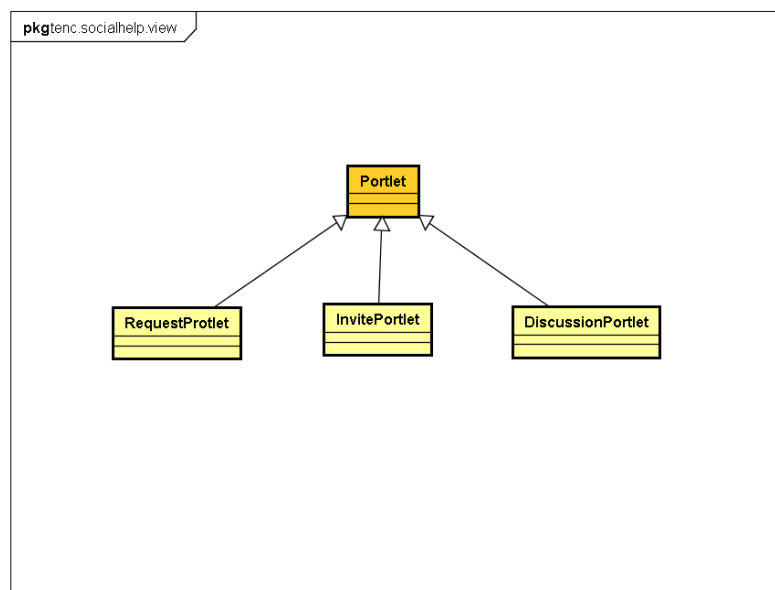 pkgtenc.socialhelp.view
Portlet
RequestProtlet
InvitePortlet
DiscussionPortlet